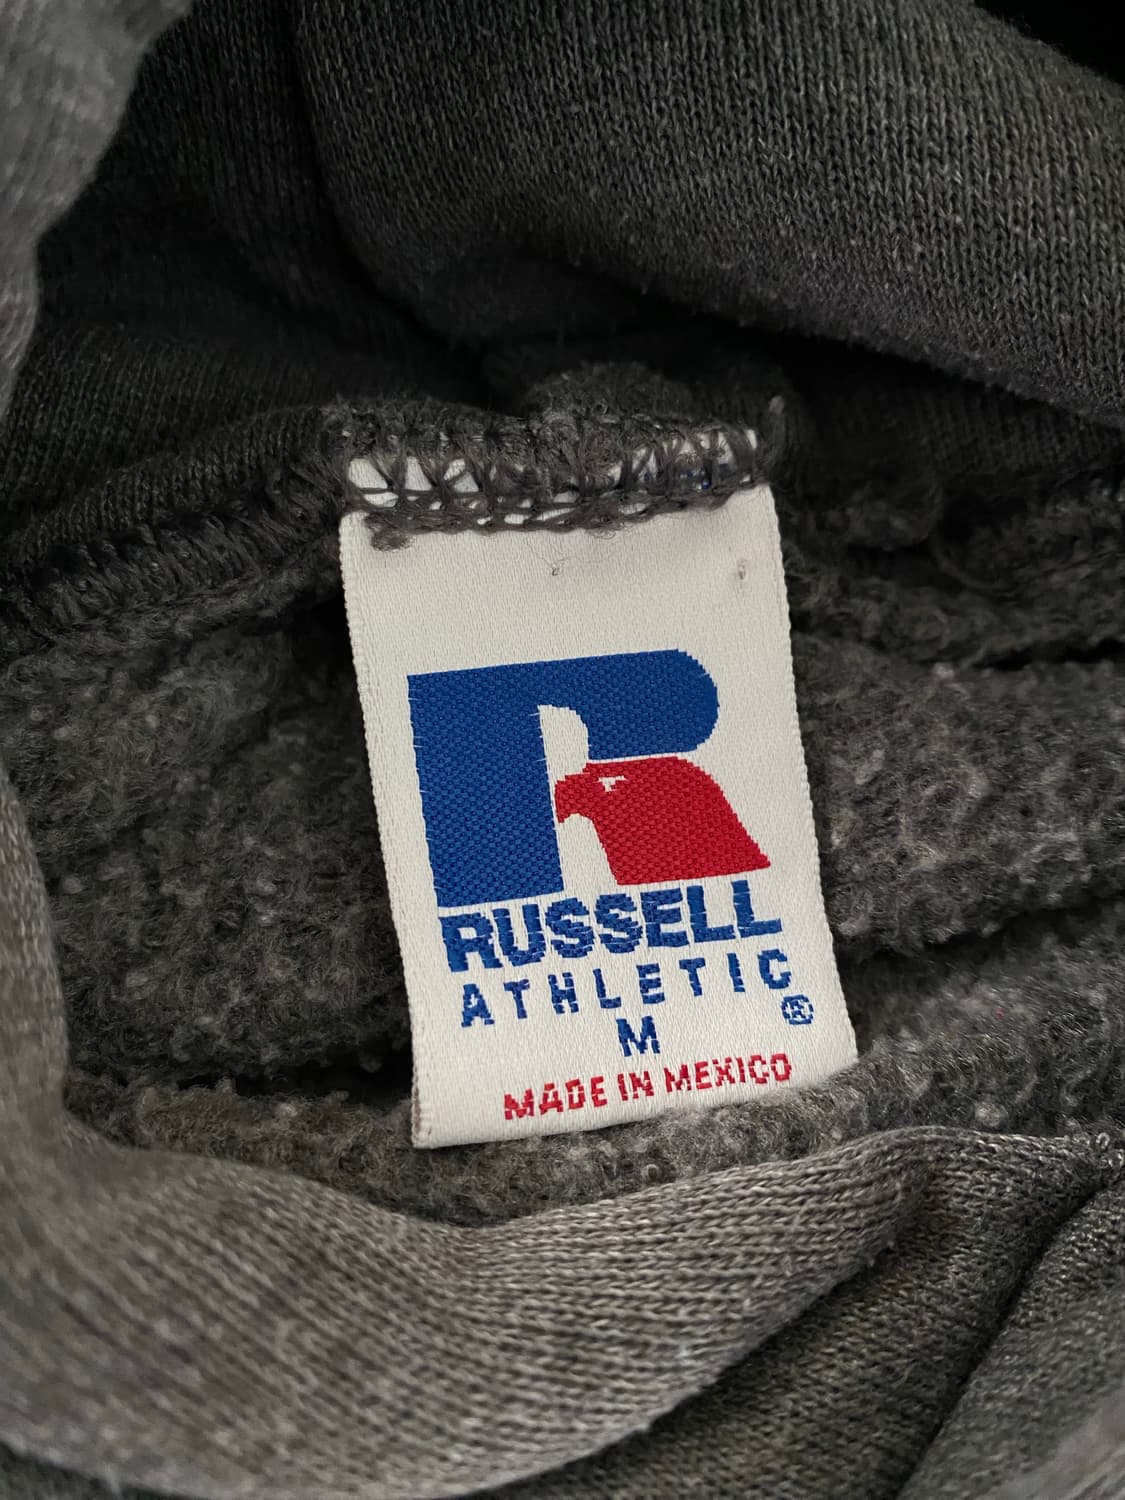 RUSSELL
ATHLETIC
®
M
MADE IN MEXICO